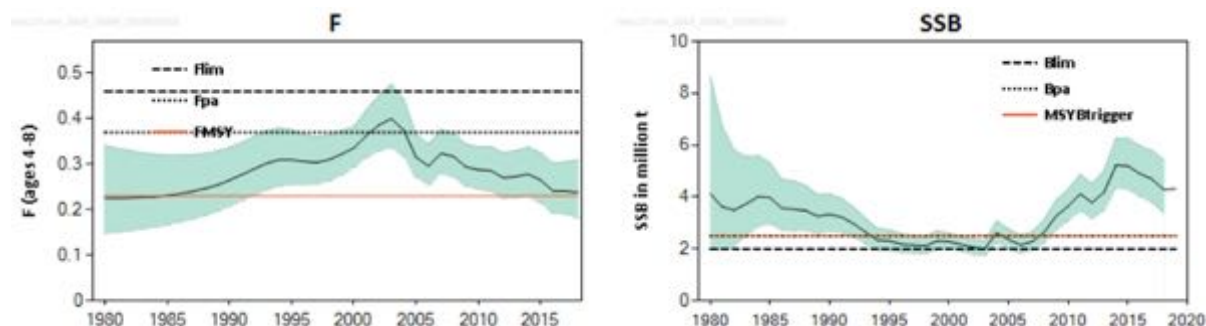 F
F (ages 4-8)
0.5
0.4
0.3
0.2
0.1
0
Flim
Fpa
FMSY
1980 1985 1990 1995 2000 2005 2010 2015
SSB
SSB in million t
10
8
6
4
2
0
Blim
Bpa
MSYBtrigger
1980 1985 1990 1995 2000 2005 2010 2015 2020